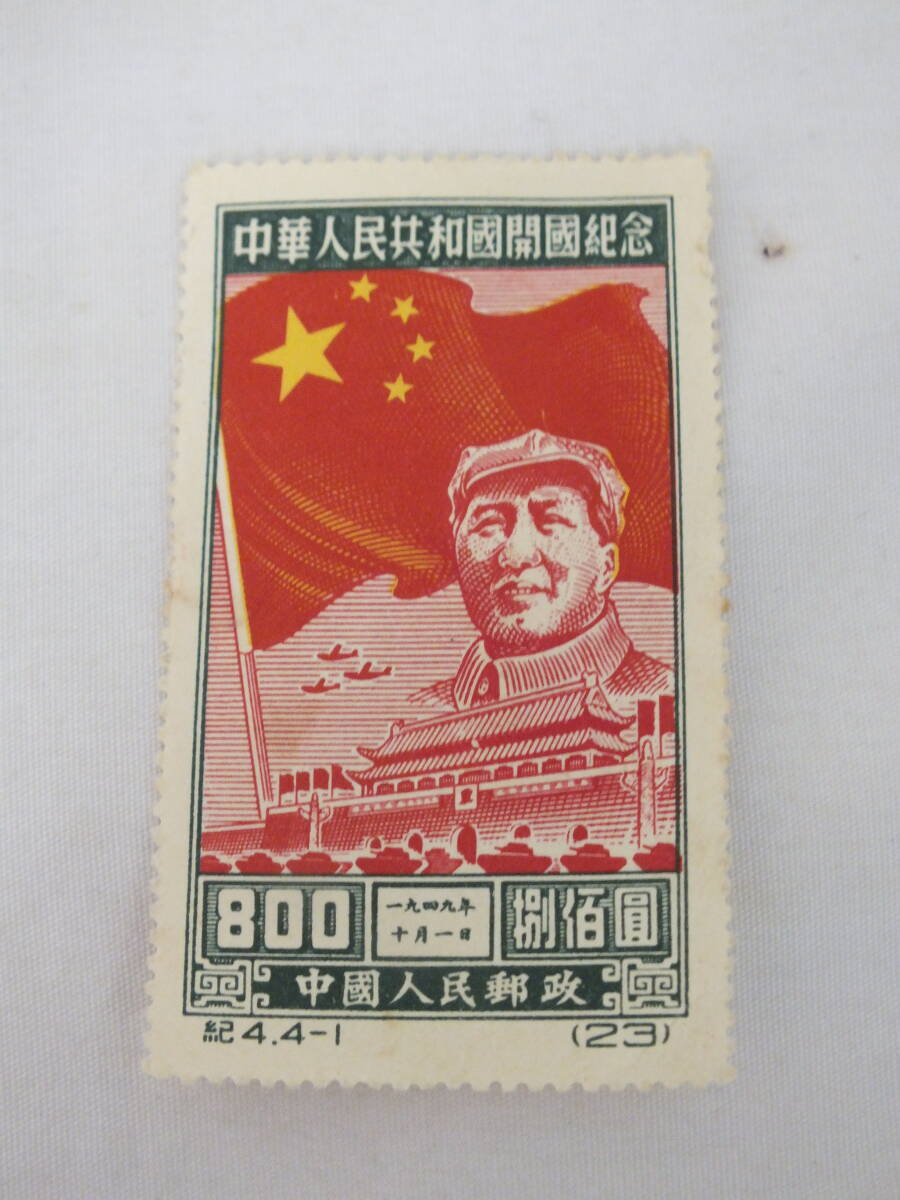 中華人民共和國開國紀念
800
一九四九年
十月一日
捌佰圓
中國人民郵政
紀4.4-1
(23)